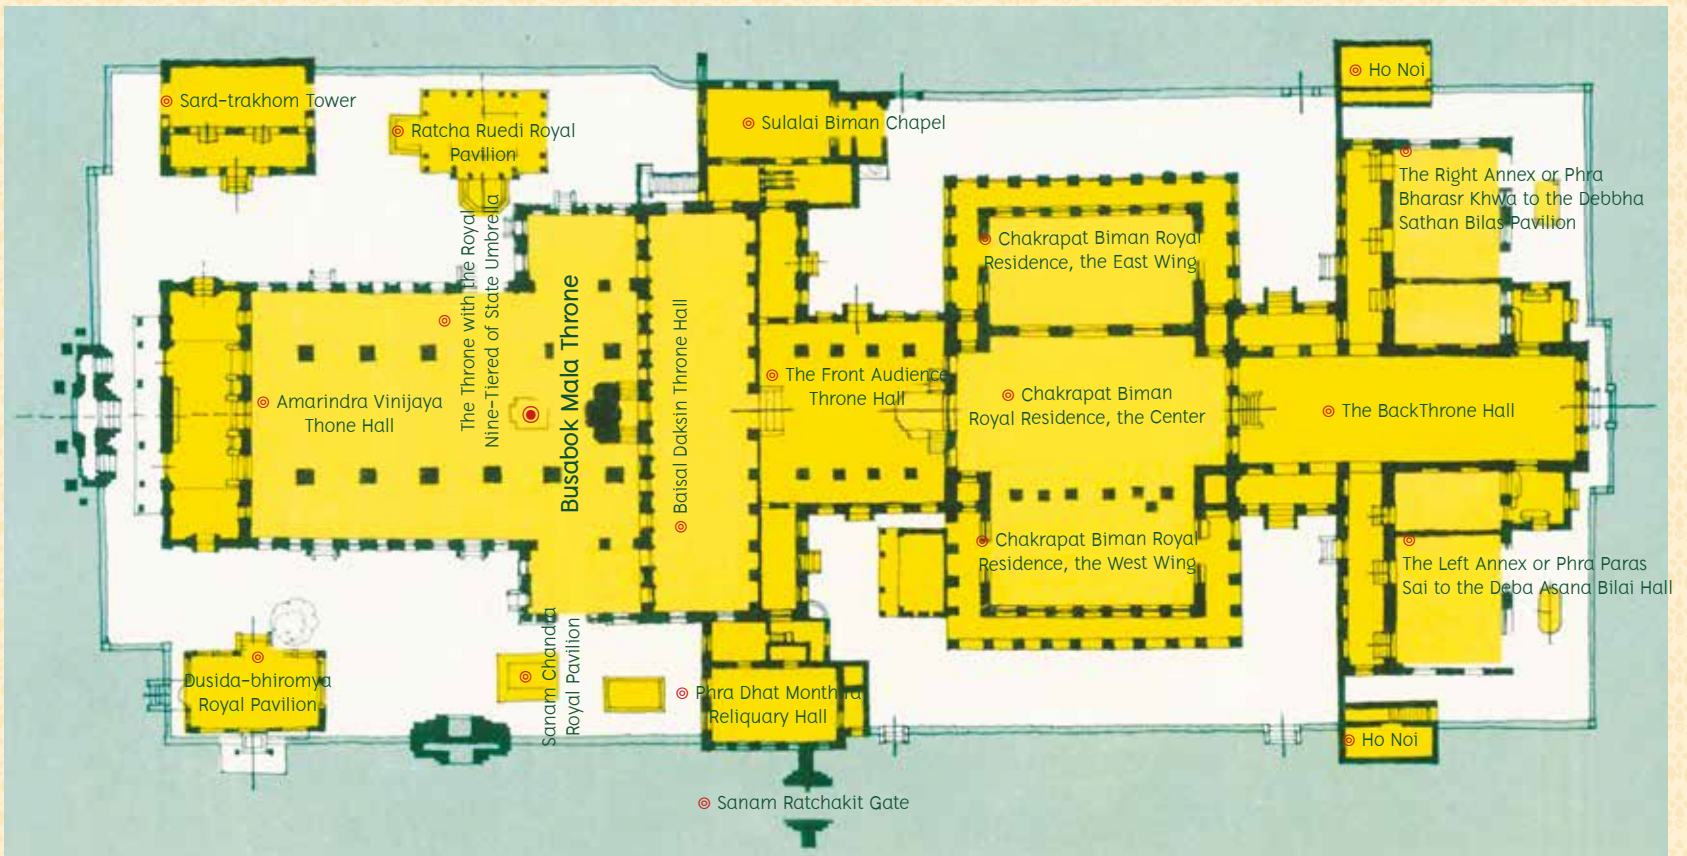 Sard-trakhom Tower
Ratcha Ruedi Royal
Pavilion
Sulalai Biman Chapel
Ho Noi
The Right Annex or Phra
Bharasr Khwa to the Debbha
Sathan Bilas Pavilion
Chakrapat Biman Royal
Residence, the East Wing
The Throne with the Royal
Nine-Tiered of State Umbrella
Busabok Mala Throne
Baisal Daksin Throne Hall
Amarindra Vinijaya
Thone Hall
The Front Audience
Throne Hall
Chakrapat Biman
Royal Residence, the Center
The BackThrone Hall
Chakrapat Biman Royal
Residence, the West Wing
The Left Annex or Phra Paras
Sai to the Deba Asana Bilai Hall
Dusida-bhiromya
Royal Pavilion
Sanam Chandra
Royal Pavilion
Phra Dhat Monthira
Reliquary Hall
Ho Noi
Sanam Ratchakit Gate